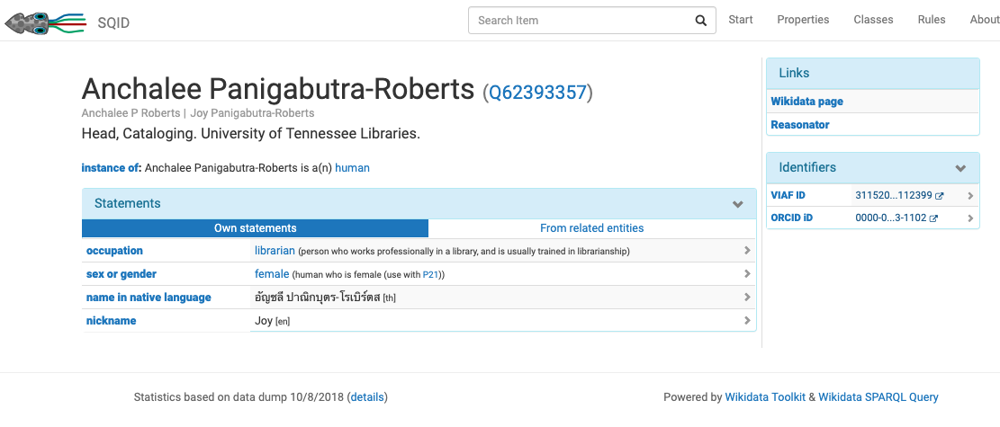 SQID
Search Item
Start Properties Classes Rules About
Anchalee Panigabutra-Roberts (Q62393357)
Anchalee P Roberts | Joy Panigabutra-Roberts
Head, Cataloging. University of Tennessee Libraries.
instance of: Anchalee Panigabutra-Roberts is a(n) human
Statements
Own statements From related entities
occupation librarian (person who works professionally in a library, and is usually trained in librarianship)
sex or gender female (human who is female (use with P21))
name in native language อัญชลี ปาณิกบุตร-โรเบิร์ตส [th]
nickname Joy [en]
Links
Wikidata page
Reasonator
Identifiers
VIAF ID 311520...112399
ORCID iD 0000-0...3-1102
Statistics based on data dump 10/8/2018 (details)
Powered by Wikidata Toolkit & Wikidata SPARQL Query